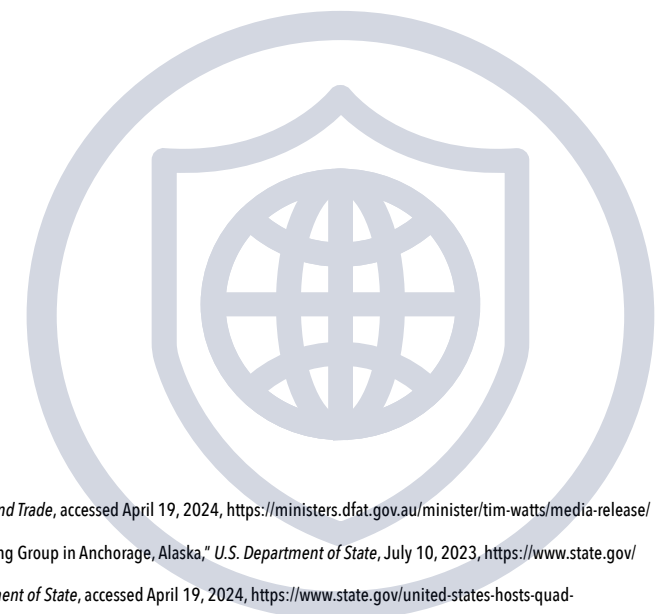 nd Trade, accessed April 19, 2024, https://ministers.dfat.gov.au/minister/tim-watts/media-release/
ng Group in Anchorage, Alaska," U.S. Department of State, July 10, 2023, https://www.state.gov/
ent of State, accessed April 19, 2024, https://www.state.gov/united-states-hosts-quad-